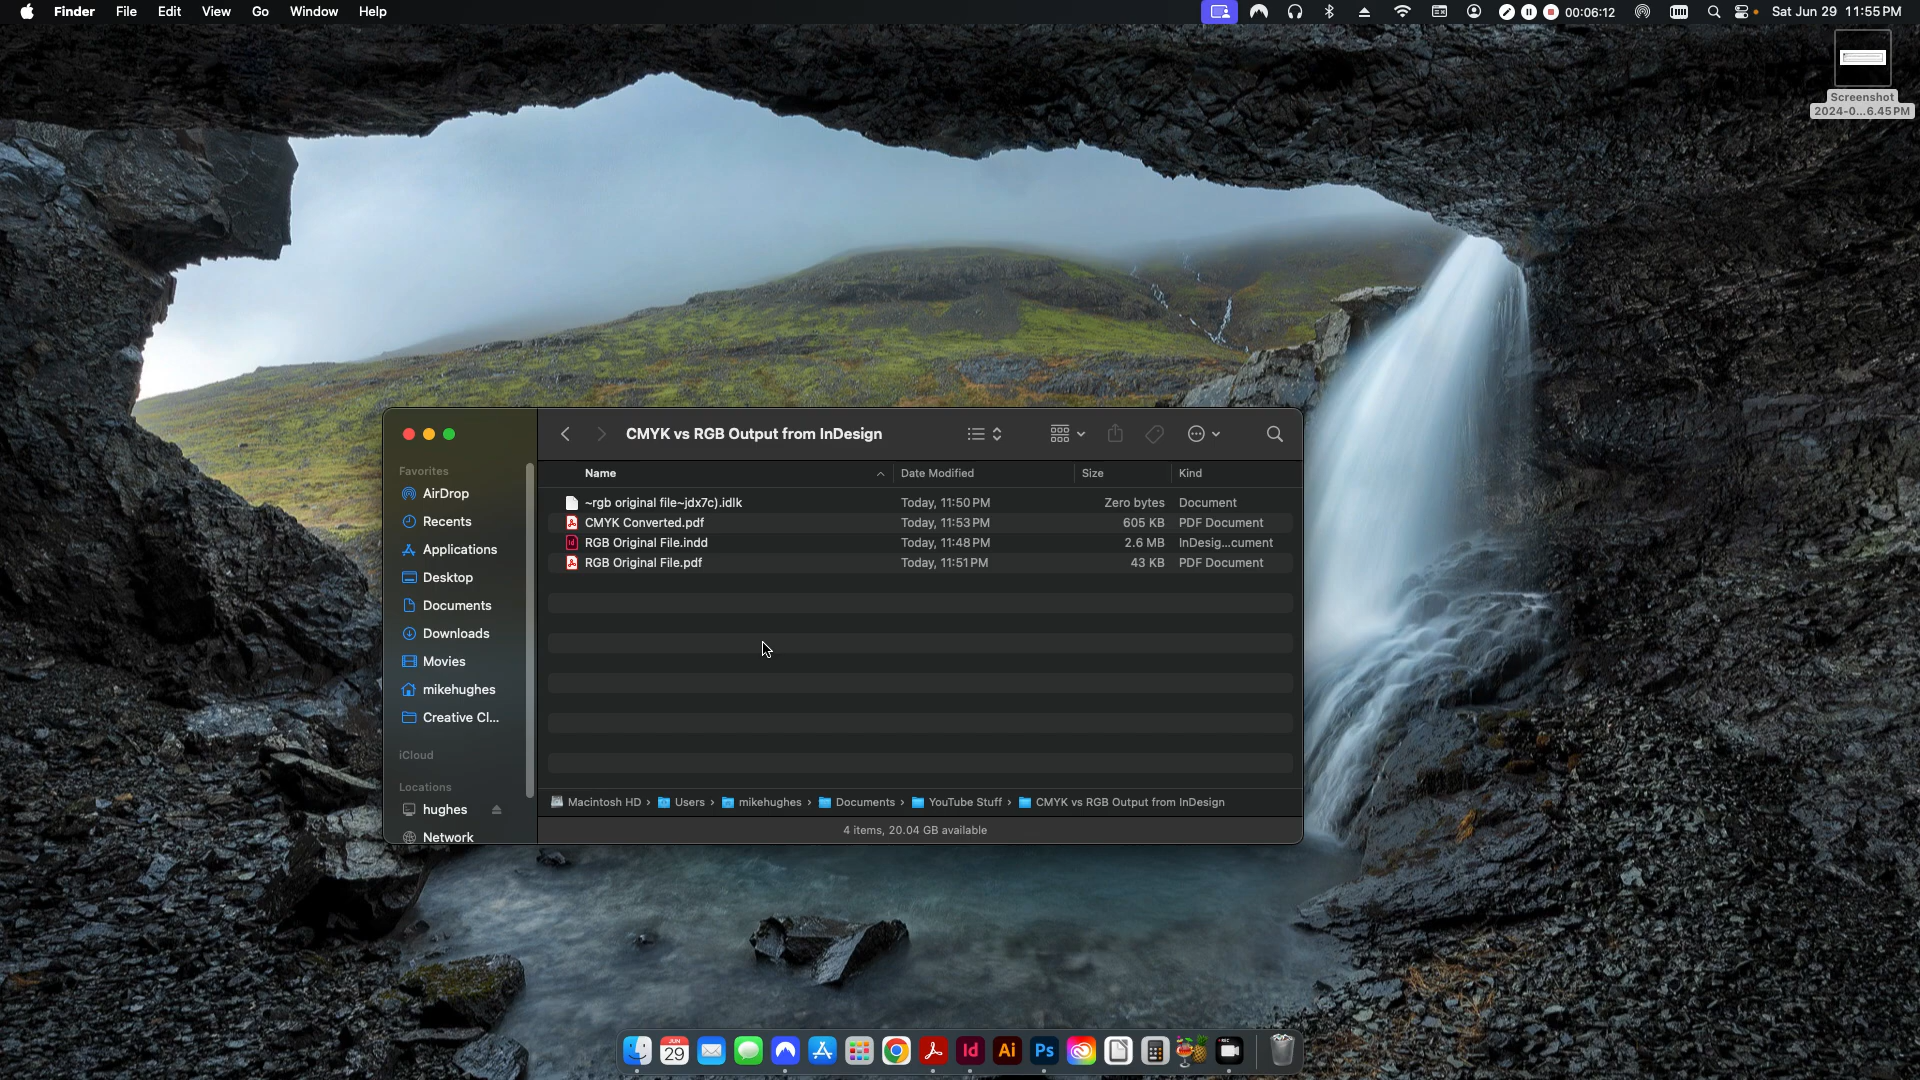 Finder File Edit View Go Window Help 00:06:12 Sat Jun 29 11:55 PM
Screenshot
2024-0...6.45 PM
CMYK vs RGB Output from InDesign
Favorites
AirDrop
Recents
Applications
Desktop
Documents
Downloads
Movies
mikehughes
Creative Cl...
iCloud
Locations
hughes
Network
Name Date Modified Size Kind
~rgb original file~jdx7c).idlk Today, 11:50 PM Zero bytes Document
CMYK Converted.pdf Today, 11:53 PM 605 KB PDF Document
RGB Original File.indd Today, 11:48 PM 2.6 MB InDesig...cument
RGB Original File.pdf Today, 11:51 PM 43 KB PDF Document
Macintosh HD › Users › mikehughes › Documents › YouTube Stuff › CMYK vs RGB Output from InDesign
4 items, 20.04 GB available
JUN
29
Id
Ai
Ps
REC